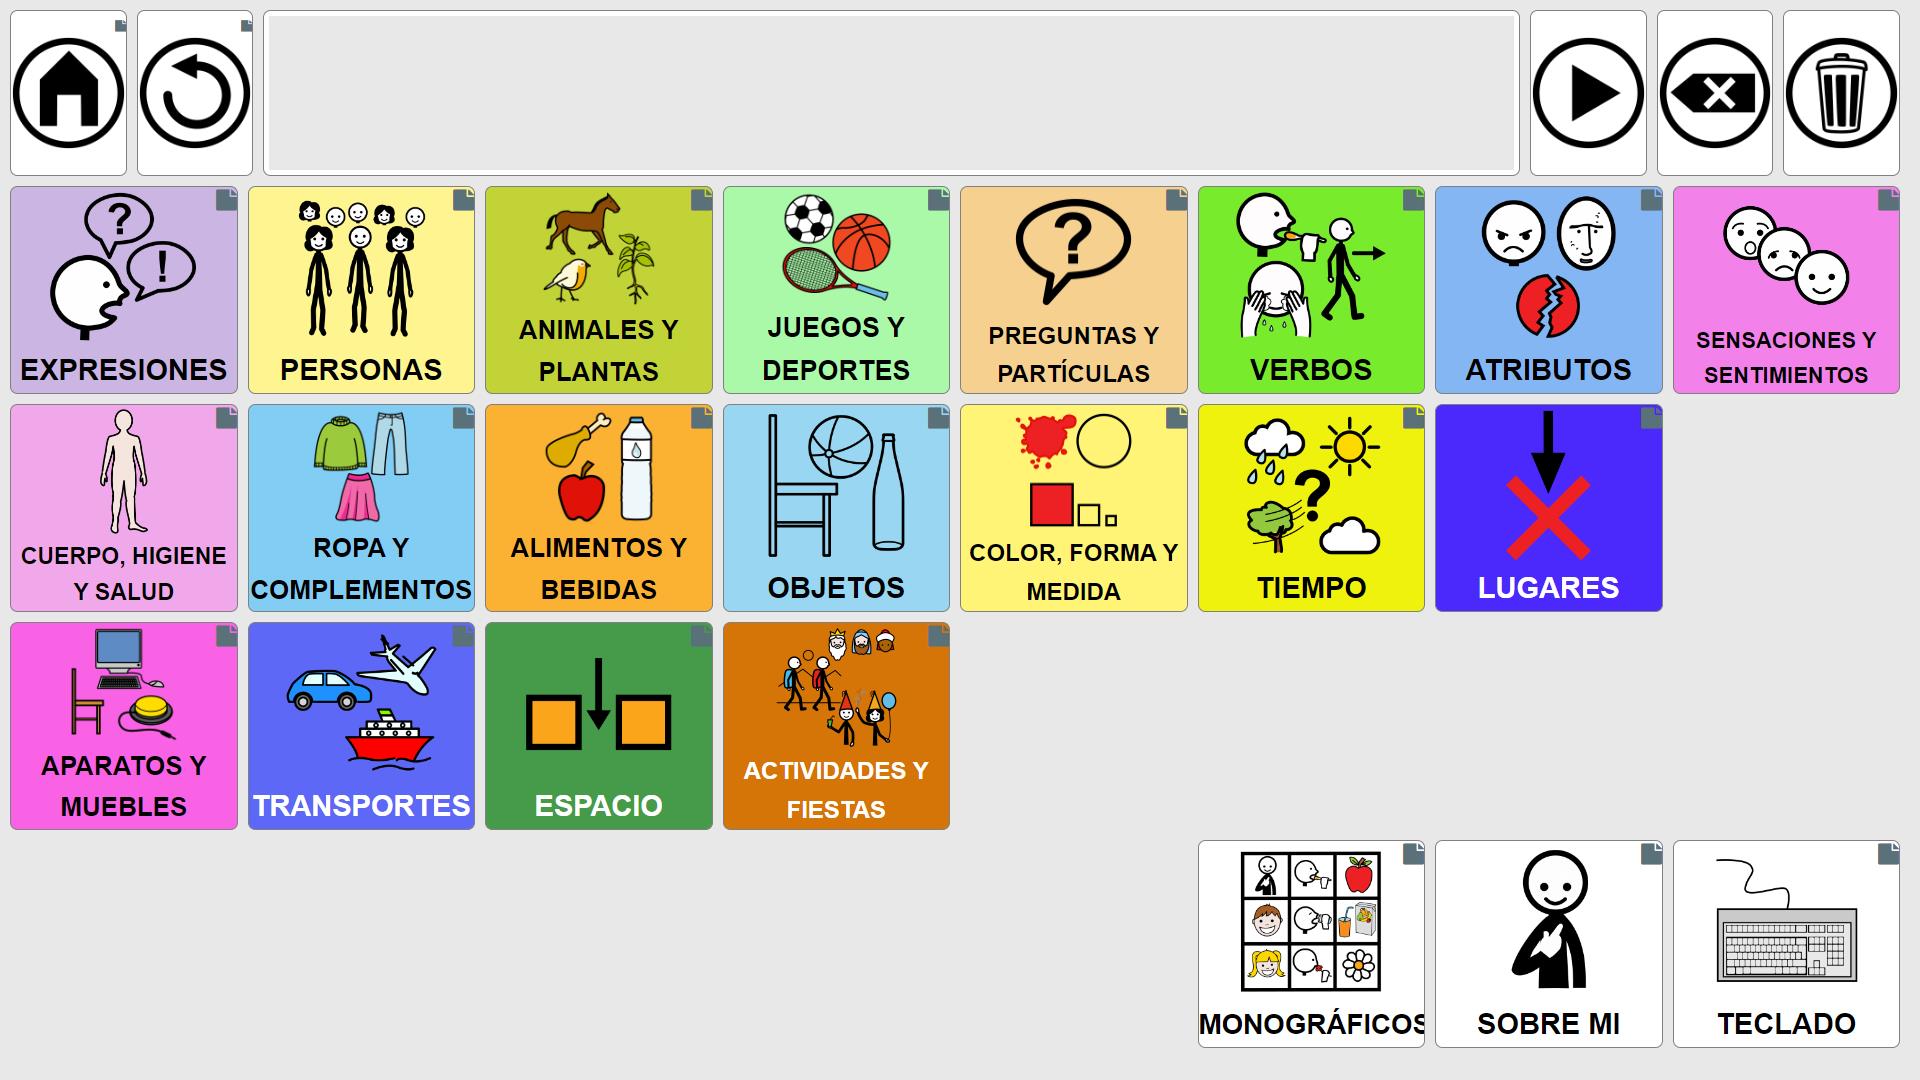 EXPRESIONES
PERSONAS
ANIMALES Y
PLANTAS
JUEGOS Y
DEPORTES
PREGUNTAS Y
PARTÍCULAS
VERBOS
ATRIBUTOS
SENSACIONES Y
SENTIMIENTOS
CUERPO, HIGIENE
Y SALUD
ROPA Y
COMPLEMENTOS
ALIMENTOS Y
BEBIDAS
OBJETOS
COLOR, FORMA Y
MEDIDA
TIEMPO
LUGARES
APARATOS Y
MUEBLES
TRANSPORTES
ESPACIO
ACTIVIDADES Y
FIESTAS
MONOGRÁFICOS
SOBRE MI
TECLADO